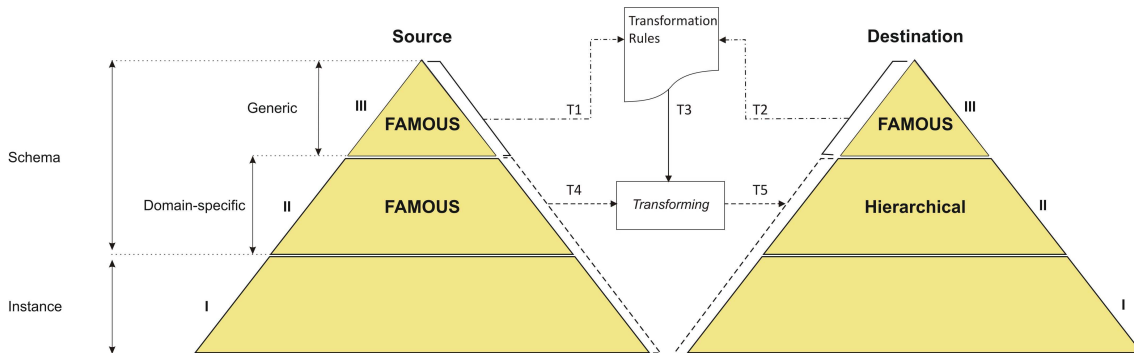 Transformation
Rules
Source
Destination
Generic
III
T1
T3
T2
III
FAMOUS
FAMOUS
Schema
Domain-specific
II
FAMOUS
T4
Transforming
T5
Hierarchical
II
Instance
I
I